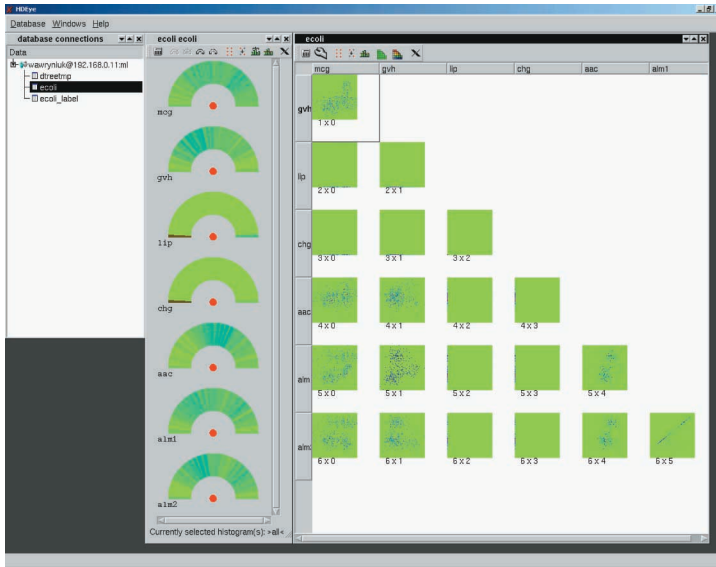 HDEye
Database Windows Help
database connections
Data
wawryniuk@192.168.0.11:ml
dtreetmp
ecoli
ecoli_label
ecoli ecoli
mcg
gvh
lip
chg
aac
alm1
alm2
Currently selected histogram(s): >all<
ecoli
mcg gvh lip chg aac alm1
gvh
1 x 0
lip
2 x 0 2 x 1
chg
3 x 0 3 x 1 3 x 2
aac
4 x 0 4 x 1 4 x 2 4 x 3
alm
5 x 0 5 x 1 5 x 2 5 x 3 5 x 4
alm
6 x 0 6 x 1 6 x 2 6 x 3 6 x 4 6 x 5